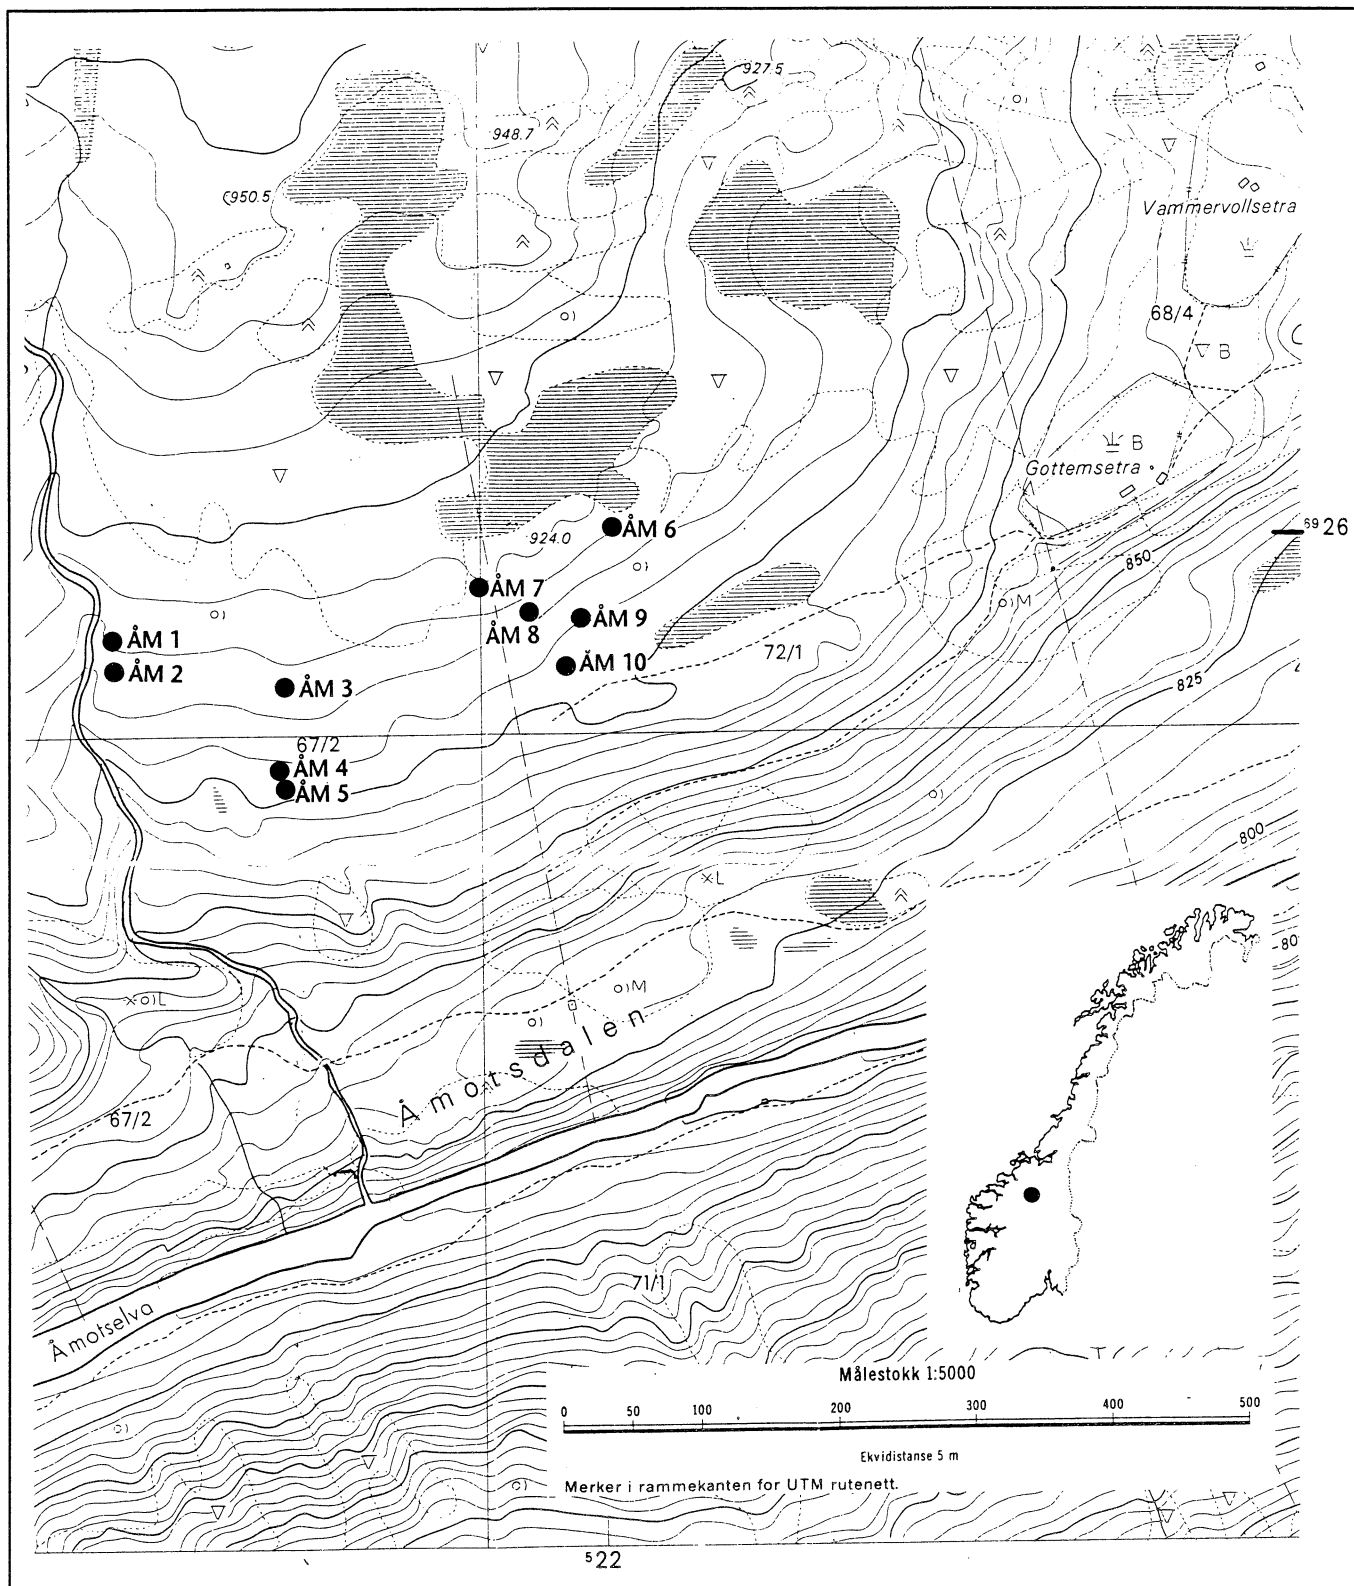 927.5
948.7
950.5
Vammervollsetra
68/4
B
B
Gottemsetra
⁶⁹26
924.0
ÅM 6
850
ÅM 7
M
ÅM 8
ÅM 9
ÅM 1
ÅM 2
72/1
ÅM 10
825
ÅM 3
67/2
ÅM 4
ÅM 5
800
L
80
L
M
Åmotsdalen
67/2
71/1
Åmotselva
Målestokk 1:5000
0 50 100 200 300 400 500
Ekvidistanse 5 m
Merker i rammekanten for UTM rutenett.
⁵22